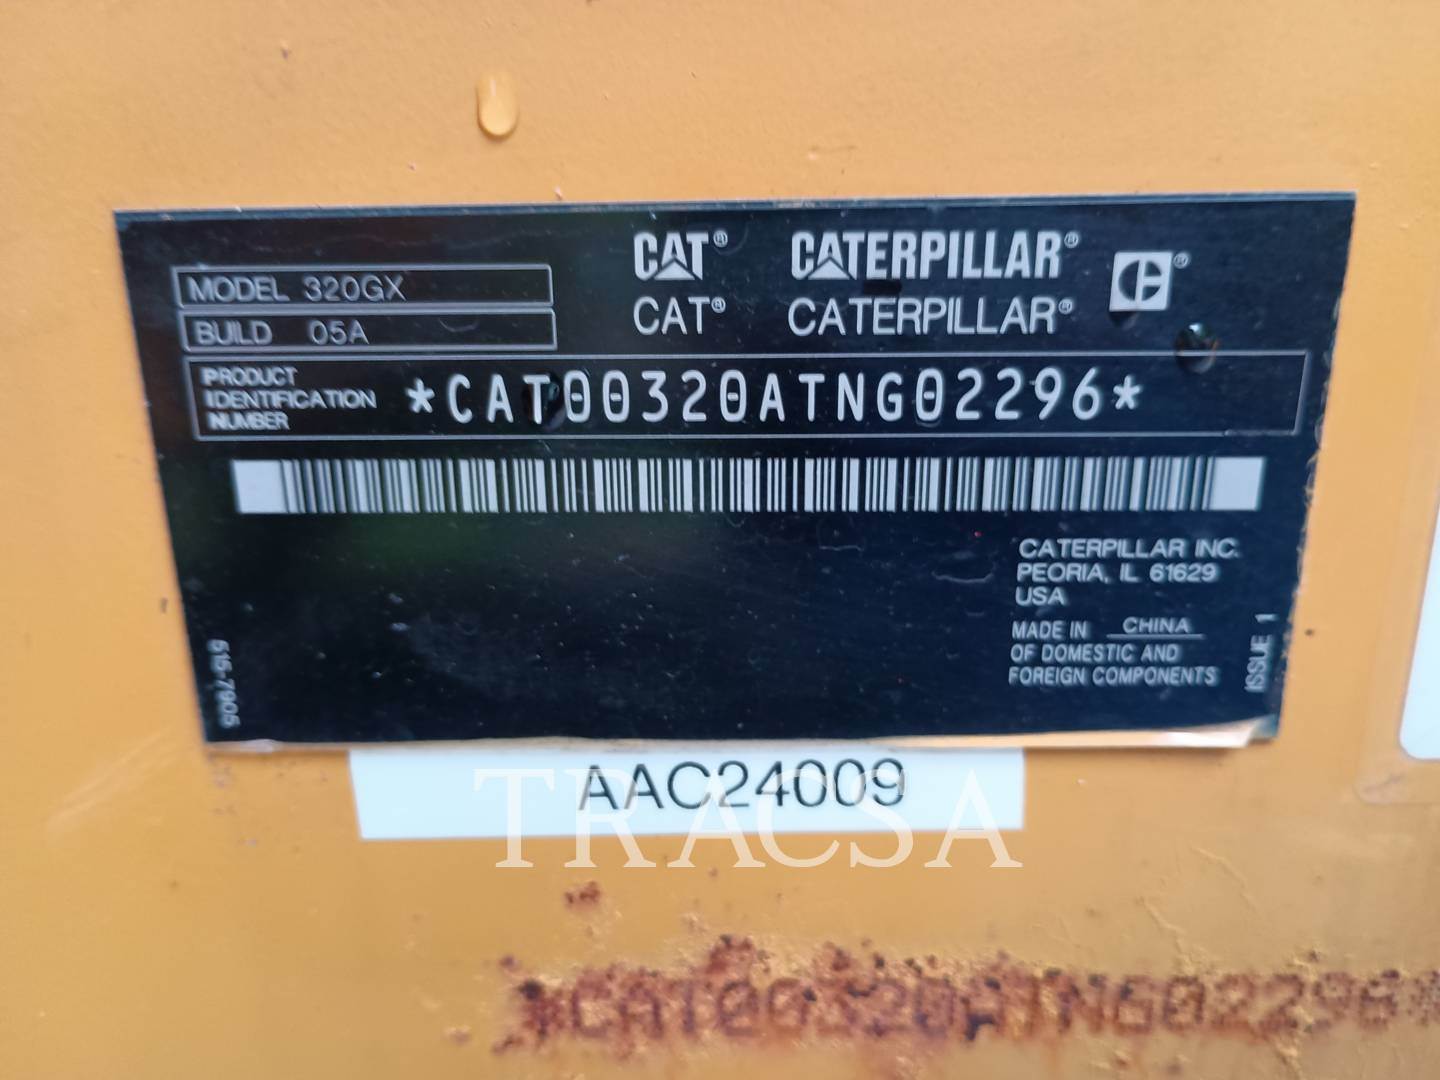 CAT® CATERPILLAR®
CAT® CATERPILLAR®
MODEL 320GX
BUILD 05A
PRODUCT IDENTIFICATION NUMBER
*CAT00320ATNG02296*
CATERPILLAR INC.
PEORIA, IL 61629
USA
MADE IN CHINA
OF DOMESTIC AND
FOREIGN COMPONENTS
ISSUE 1
515-7905
AAC24009
TRACSA
*CAT00320ATNG02296*